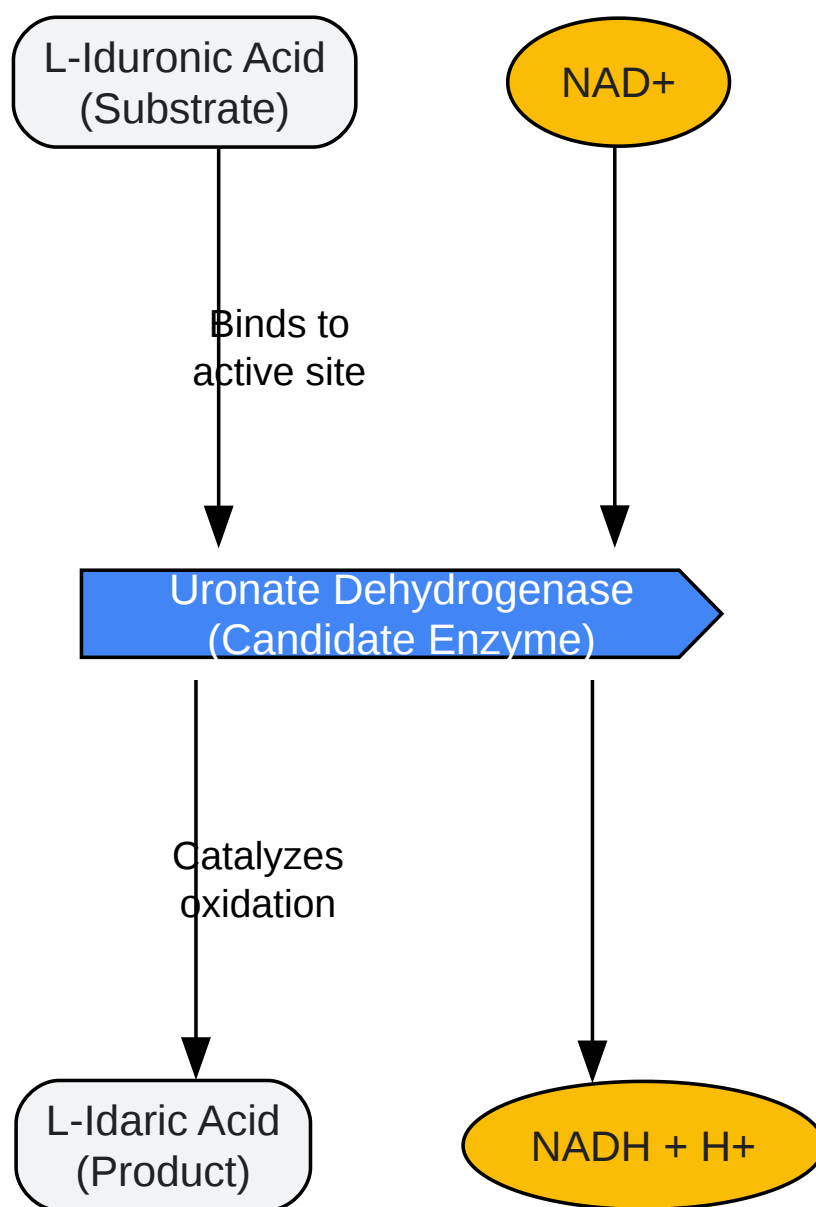 L-Iduronic Acid
(Substrate)
NAD+
Binds to
active site
Uronate Dehydrogenase
(Candidate Enzyme)
Catalyzes
oxidation
L-Idaric Acid
(Product)
NADH + H+